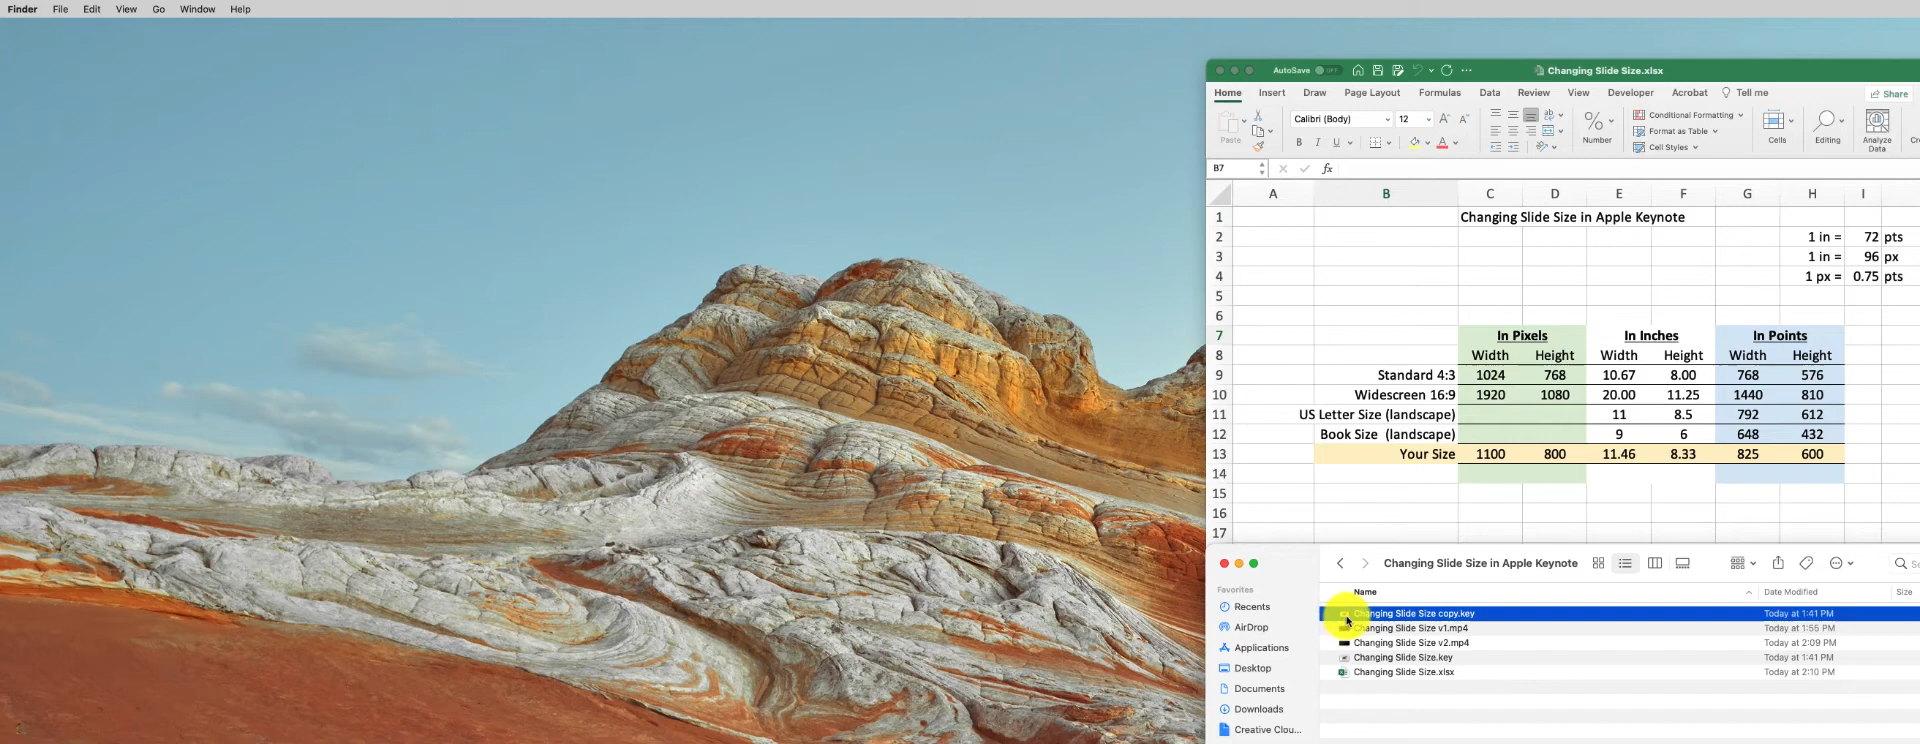 Finder File Edit View Go Window Help
AutoSave OFF Changing Slide Size.xlsx
Home Insert Draw Page Layout Formulas Data Review View Developer Acrobat Tell me Share
Paste Calibri (Body) 12 Number Conditional Formatting Format as Table Cell Styles Cells Editing Analyze Data
B7 fx
A B C D E F G H I
1 Changing Slide Size in Apple Keynote
2 1 in = 72 pts
3 1 in = 96 px
4 1 px = 0.75 pts
5
6
7 In Pixels In Inches In Points
8 Width Height Width Height Width Height
9 Standard 4:3 1024 768 10.67 8.00 768 576
10 Widescreen 16:9 1920 1080 20.00 11.25 1440 810
11 US Letter Size (landscape) 11 8.5 792 612
12 Book Size (landscape) 9 6 648 432
13 Your Size 1100 800 11.46 8.33 825 600
14
15
16
17
Changing Slide Size in Apple Keynote
Favorites
Recents
AirDrop
Applications
Desktop
Documents
Downloads
Creative Clou...
Name Date Modified Size
Changing Slide Size copy.key Today at 1:41 PM
Changing Slide Size v1.mp4 Today at 1:55 PM
Changing Slide Size v2.mp4 Today at 2:09 PM
Changing Slide Size.key Today at 1:41 PM
Changing Slide Size.xlsx Today at 2:10 PM